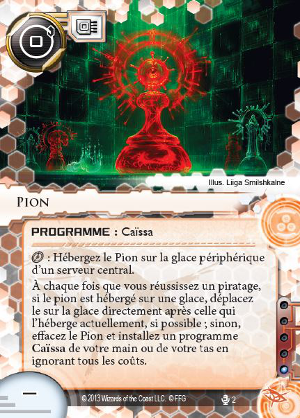 0
Illus. Liiga Smilshkalne
PION
PROGRAMME : Caïssa
: Hébergez le Pion sur la glace périphérique
d'un serveur central.
À chaque fois que vous réussissez un piratage,
si le pion est hébergé sur une glace, déplacez
le sur la glace directement après celle qui
l'héberge actuellement, si possible ; sinon,
effacez le Pion et installez un programme
Caïssa de votre main ou de votre tas en
ignorant tous les coûts.
–
© 2013 Wizards of the Coast LLC. © FFG
2